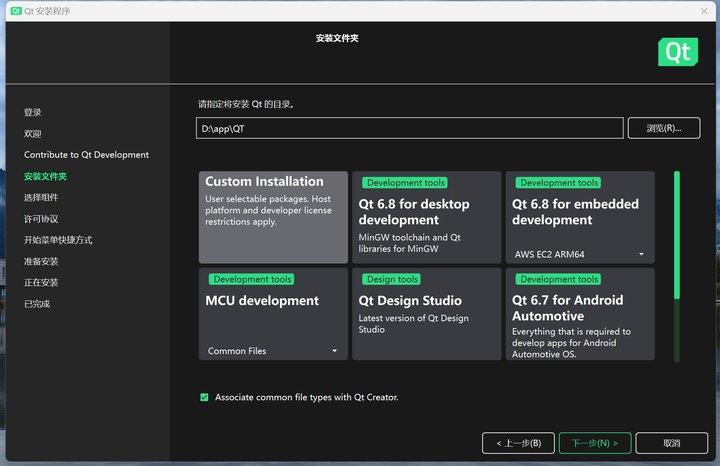 Qt Qt 安装程序
安装文件夹
Qt
登录
欢迎
Contribute to Qt Development
安装文件夹
选择组件
许可协议
开始菜单快捷方式
准备安装
正在安装
已完成
请指定将安装 Qt 的目录。
D:\app\QT
浏览(R)...
Custom Installation
User selectable packages. Host
platform and developer license
restrictions apply.
Development tools
Qt 6.8 for desktop
development
MinGW toolchain and Qt
libraries for MinGW
Development tools
Qt 6.8 for embedded
development
AWS EC2 ARM64
Development tools
MCU development
Common Files
Design tools
Qt Design Studio
Latest version of Qt Design
Studio
Development tools
Qt 6.7 for Android
Automotive
Everything that is required to
develop apps for Android
Automotive OS.
Associate common file types with Qt Creator.
< 上一步(B)
下一步(N) >
取消